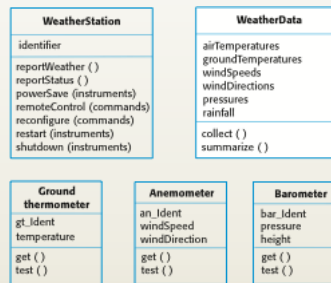 WeatherStation
identifier
reportWeather ( )
reportStatus ( )
powerSave (instruments)
remoteControl (commands)
reconfigure (commands)
restart (instruments)
shutdown (instruments)
WeatherData
airTemperatures
groundTemperatures
windSpeeds
windDirections
pressures
rainfall
collect ( )
summarize ( )
Ground
thermometer
gt_Ident
temperature
get ( )
test ( )
Anemometer
an_Ident
windSpeed
windDirection
get ( )
test ( )
Barometer
bar_Ident
pressure
height
get ( )
test ( )